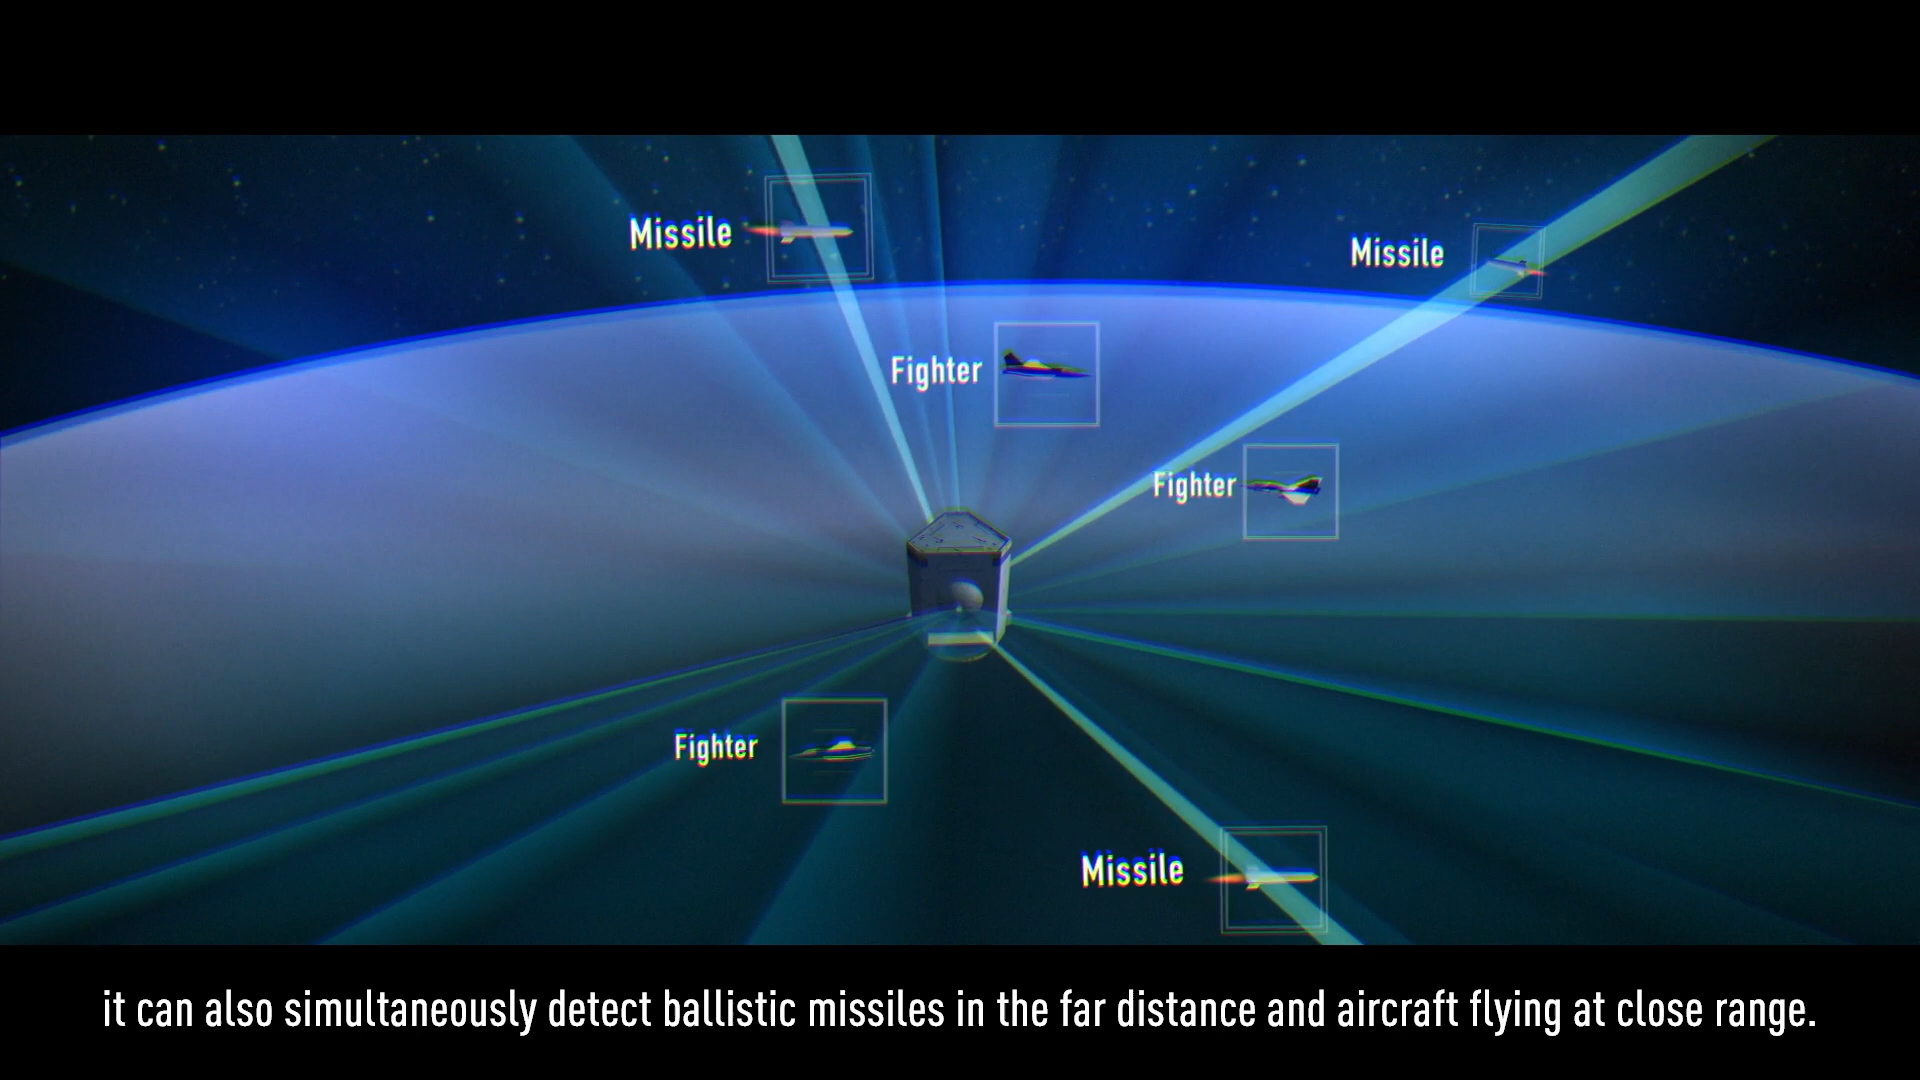 Missile
Missile
Fighter
Fighter
Fighter
Missile
it can also simultaneously detect ballistic missiles in the far distance and aircraft flying at close range.